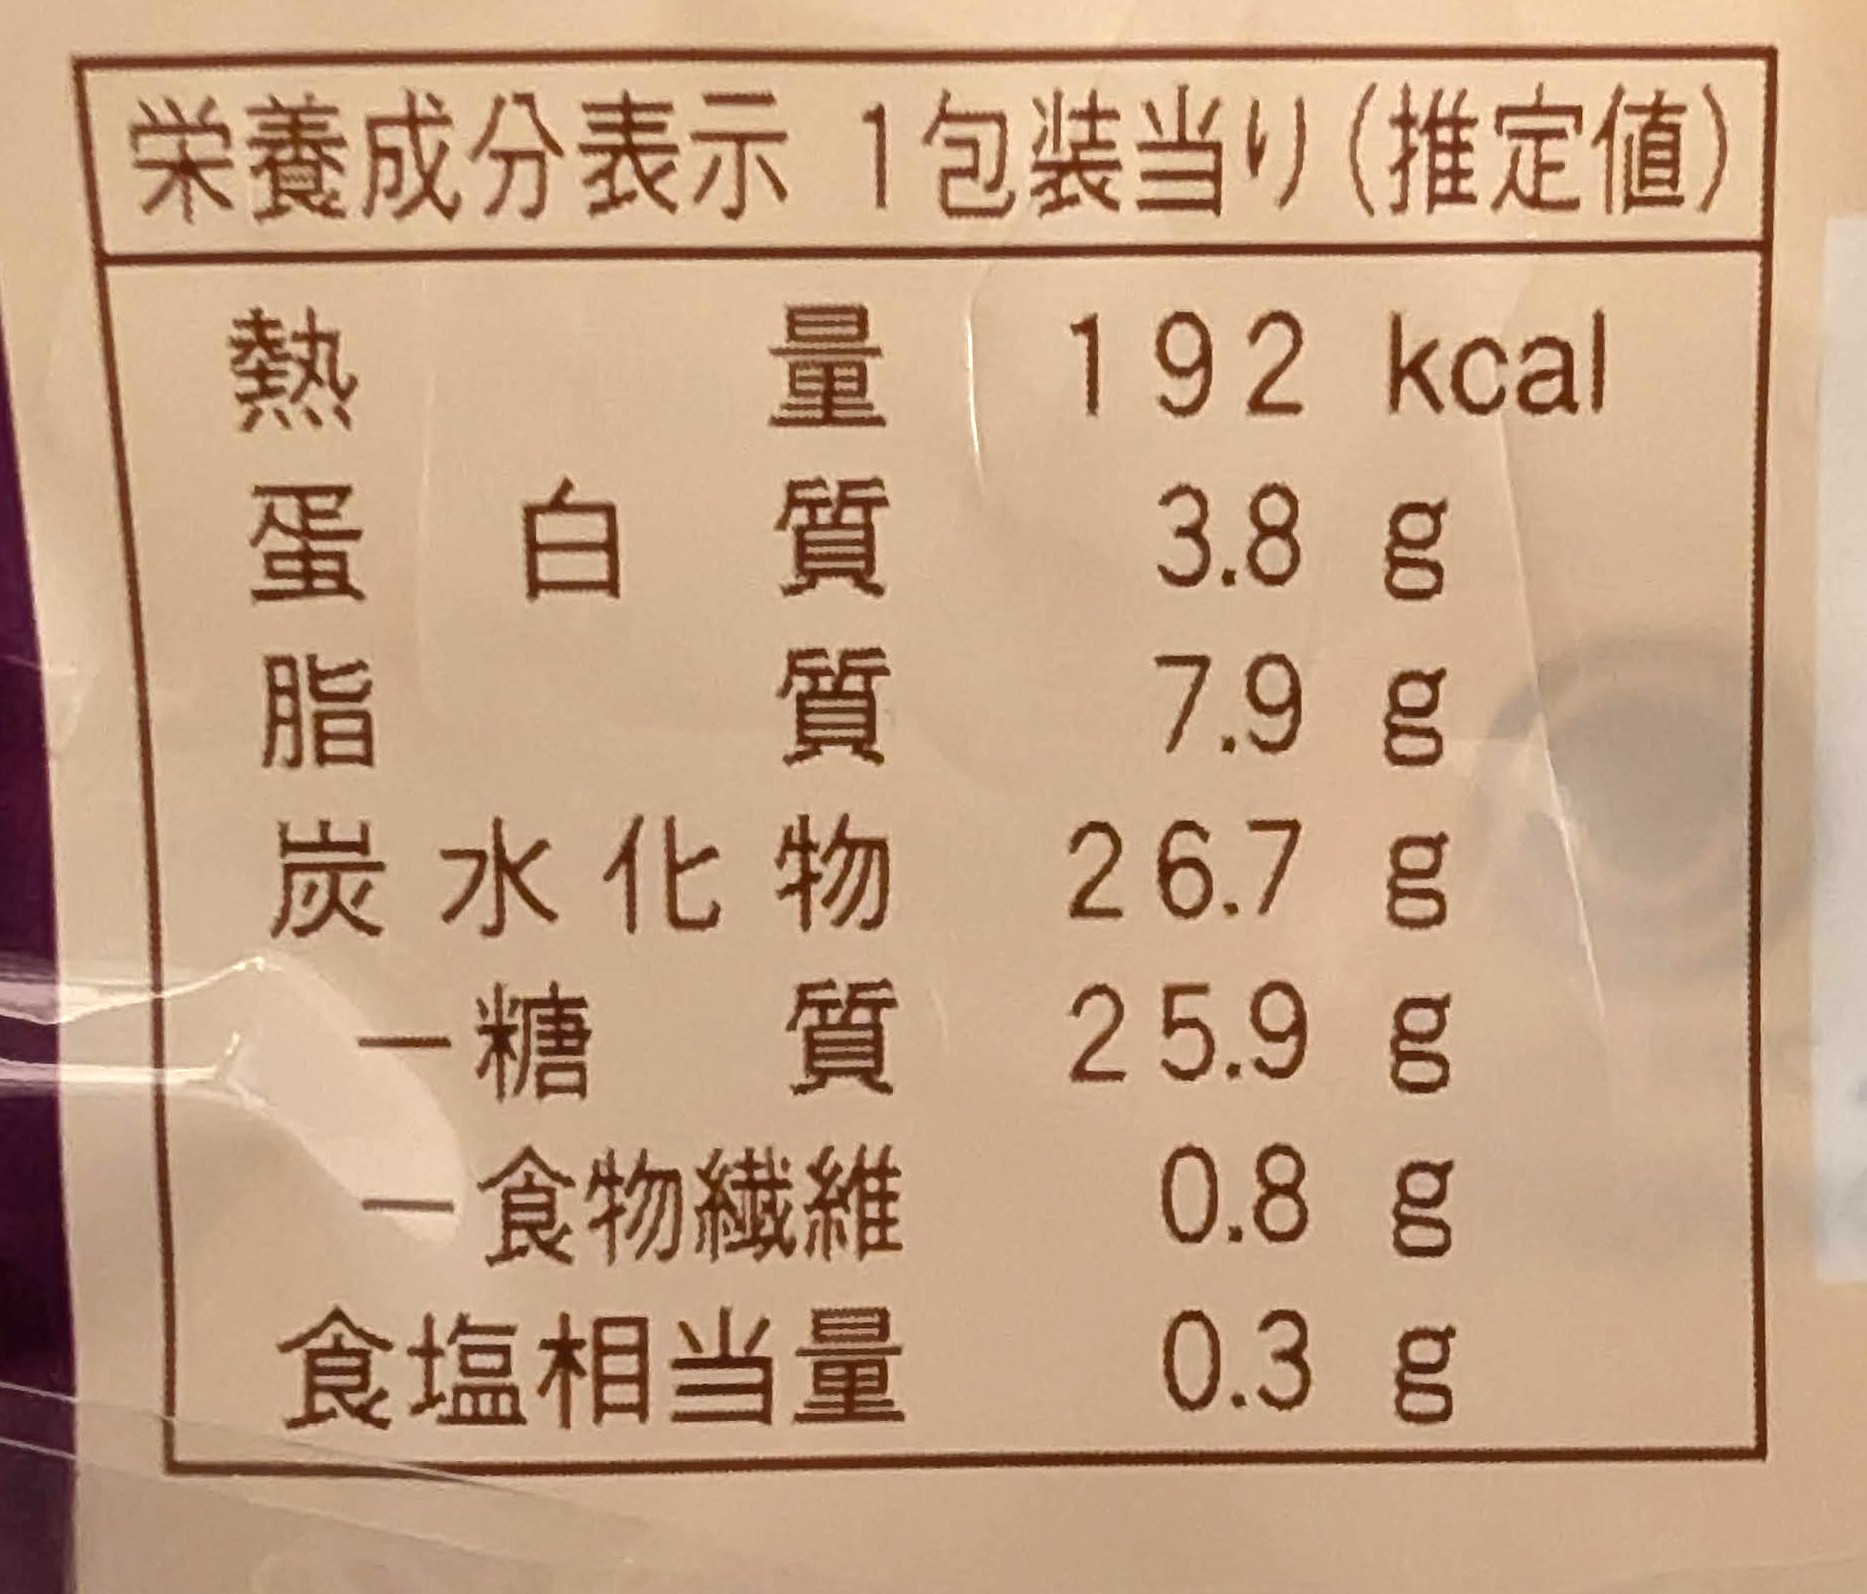 栄養成分表示 1包装当り(推定値)
熱量 192 kcal
蛋白質 3.8 g
脂質 7.9 g
炭水化物 26.7 g
－糖質 25.9 g
－食物繊維 0.8 g
食塩相当量 0.3 g